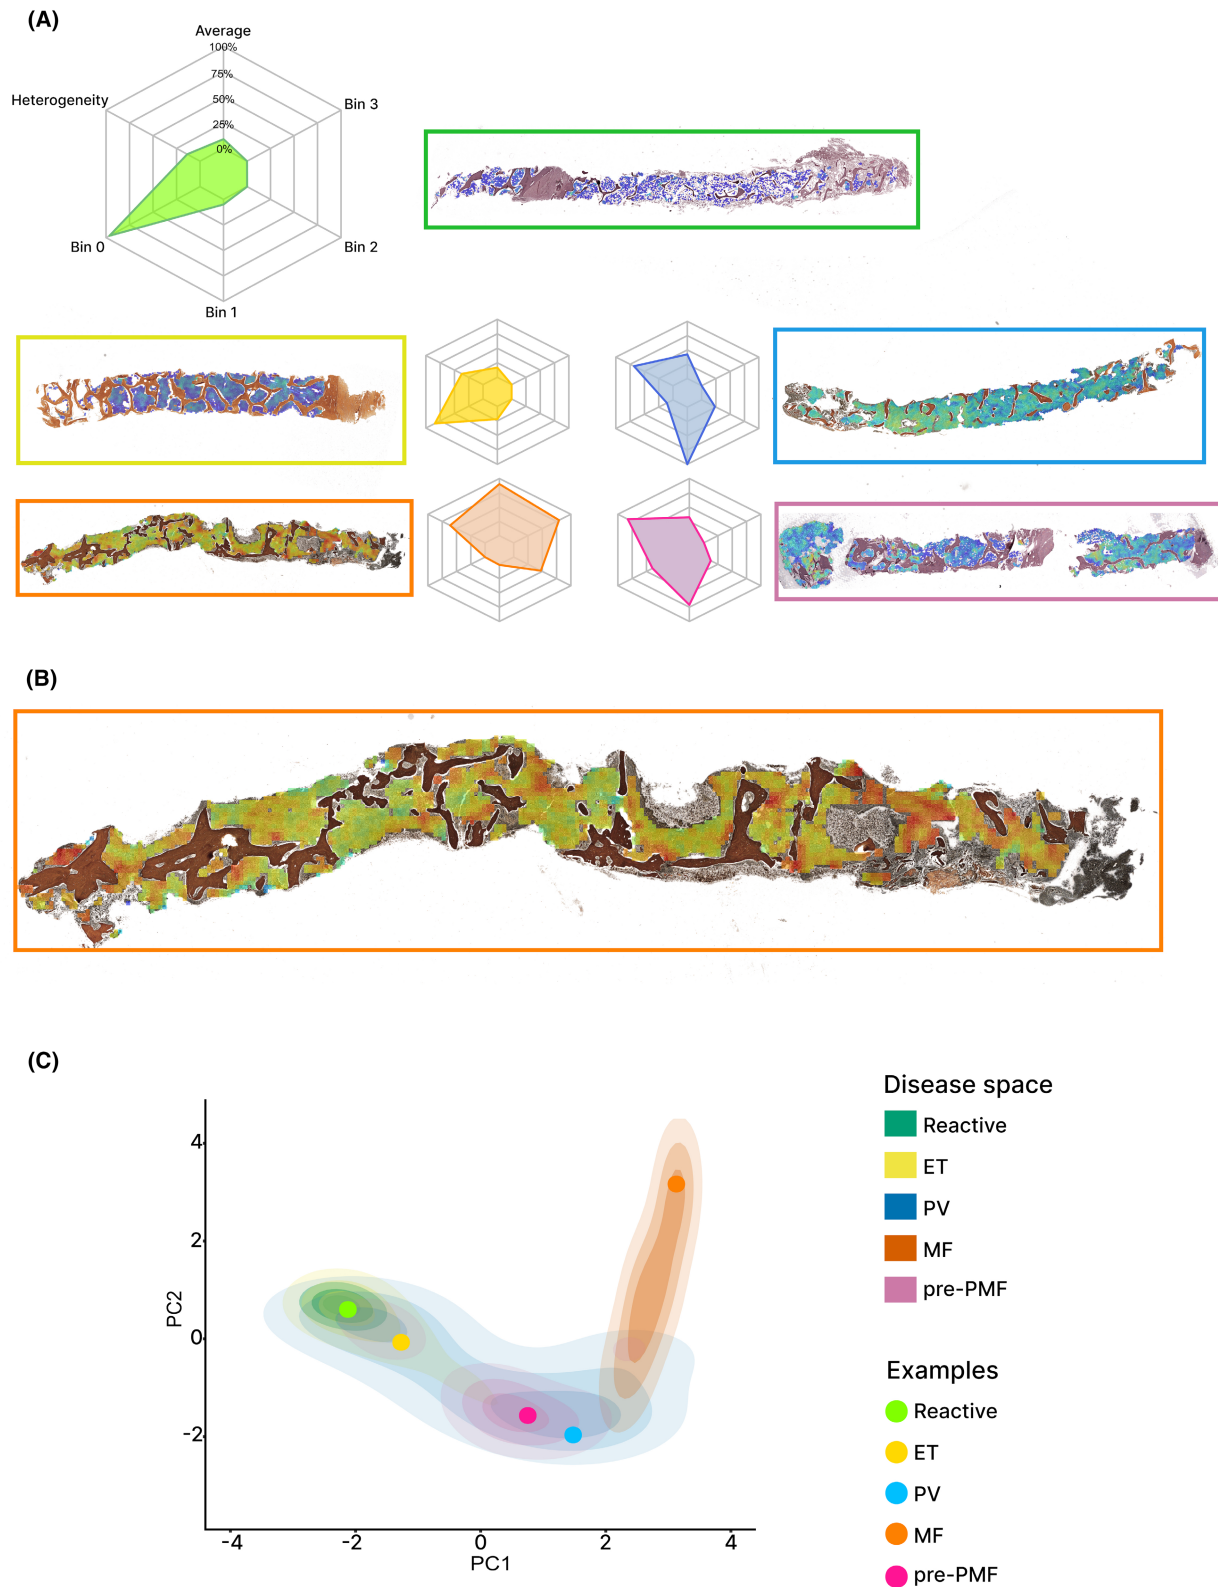 (A)
Average
100%
75%
50%
25%
0%
Heterogeneity
Bin 3
Bin 0
Bin 2
Bin 1
(B)
(C)
PC2
4
2
0
-2
-4
-2
0
2
4
PC1
Disease space
Reactive
ET
PV
MF
pre-PMF
Examples
Reactive
ET
PV
MF
pre-PMF